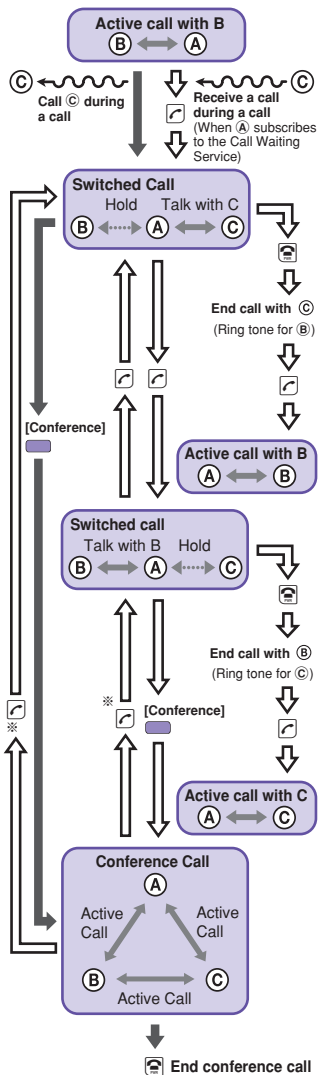 Active call with B
Ⓑ Ⓐ
Ⓒ Ⓒ
Call Ⓒ during
a call
Receive a call
during a call
(When Ⓐ subscribes
to the Call Waiting
Service)
Switched Call
Hold Talk with C
Ⓑ Ⓐ Ⓒ
PWR
End call with Ⓒ
(Ring tone for Ⓑ)
[Conference]
Active call with B
Ⓐ Ⓑ
Switched call
Talk with B Hold
Ⓑ Ⓐ Ⓒ
PWR
End call with Ⓑ
(Ring tone for Ⓒ)
※ [Conference]
※
Active call with C
Ⓐ Ⓒ
Conference Call
Ⓐ
Active Active
Call Call
Ⓑ Ⓒ
Active Call
PWR End conference call